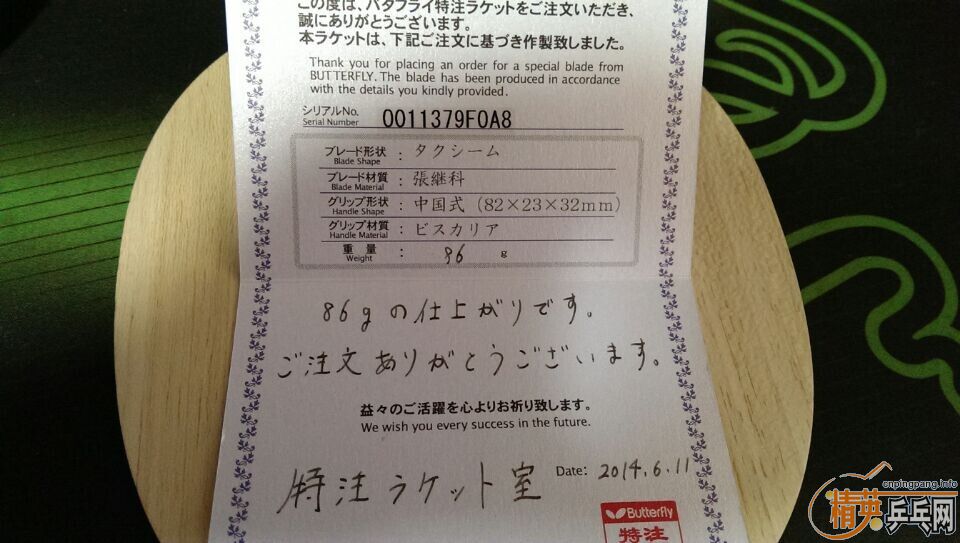 この度は、バタフライ特注ラケットをご注文いただき、
誠にありがとうございます。
本ラケットは、下記ご注文に基づき作製致しました。
Thank you for placing an order for a special blade from
BUTTERFLY. The blade has been produced in accordance
with the details you kindly provided.
シリアルNo.
Serial Number
0011379F0A8
ブレード形状
Blade Shape
: タクシーム
ブレード材質
Blade Material
: 張継科
グリップ形状
Handle Shape
: 中国式 (82×23×32mm)
グリップ材質
Handle Material
: ビスカリア
重量
Weight
: 86 g
86gの仕上がりです。
ご注文ありがとうございます。
益々のご活躍を心よりお祈り致します。
We wish you every success in the future.
Date: 2014.6.11
特注ラケット室
Butterfly
特注
cnpingpang.info
精英乒乓网